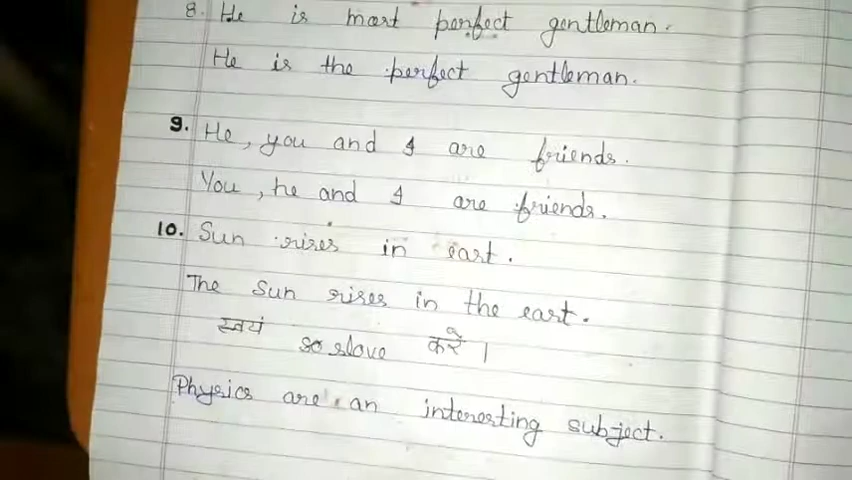 8. He is most perfect gentleman.
He is the perfect gentleman.
9. He, you and I are friends.
You, he and I are friends.
10. Sun rises in east.
The Sun rises in the east.
स्वयं so slove करें ।
Physics are an interesting subject.